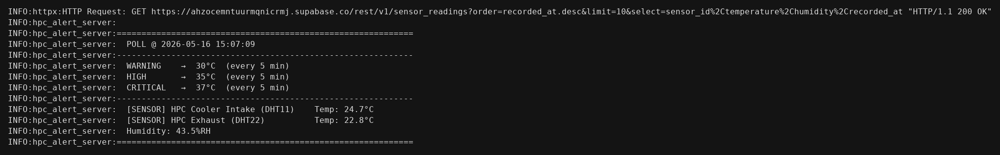 INFO:httpx:HTTP Request: GET https://ahzocemntuurmqnicrmj.supabase.co/rest/v1/sensor_readings?order=recorded_at.desc&limit=10&select=sensor_id%2Ctemperature%2Chumidity%2Crecorded_at "HTTP/1.1 200 OK"
INFO:hpc_alert_server:
INFO:hpc_alert_server:============================================================
INFO:hpc_alert_server:  POLL @ 2026-05-16 15:07:09
INFO:hpc_alert_server:------------------------------------------------------------
INFO:hpc_alert_server:  WARNING    →  30°C  (every 5 min)
INFO:hpc_alert_server:  HIGH       →  35°C  (every 5 min)
INFO:hpc_alert_server:  CRITICAL   →  37°C  (every 5 min)
INFO:hpc_alert_server:------------------------------------------------------------
INFO:hpc_alert_server:  [SENSOR] HPC Cooler Intake (DHT11)    Temp: 24.7°C
INFO:hpc_alert_server:  [SENSOR] HPC Exhaust (DHT22)          Temp: 22.8°C
INFO:hpc_alert_server:  Humidity: 43.5%RH
INFO:hpc_alert_server:============================================================